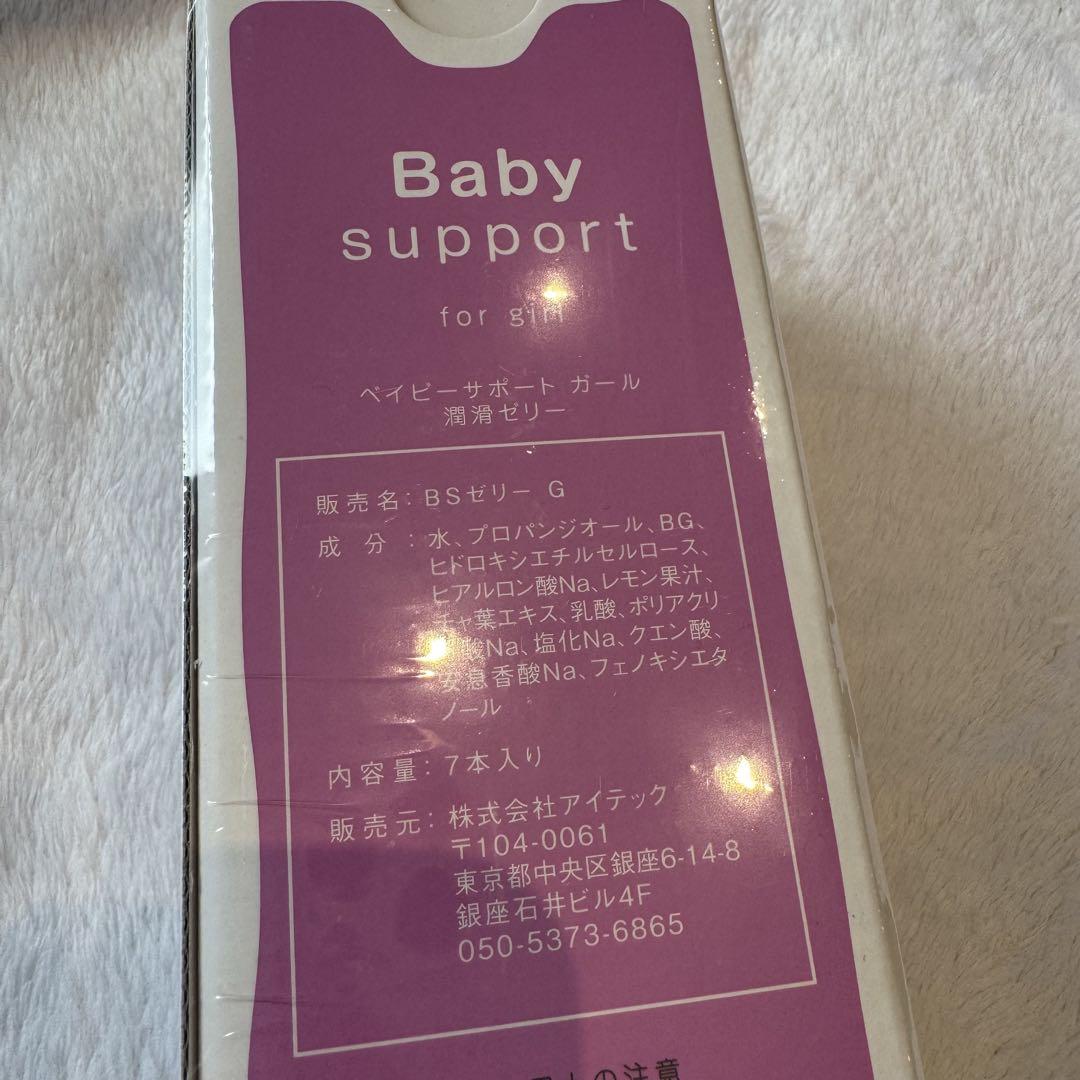 Baby
support
for girl
ベイビーサポート ガール
潤滑ゼリー
販売名：BSゼリー G
成分：水、プロパンジオール、BG、
ヒドロキシエチルセルロース、
ヒアルロン酸Na、レモン果汁、
チャ葉エキス、乳酸、ポリアクリ
酸Na、塩化Na、クエン酸、
安息香酸Na、フェノキシエタ
ノール
内容量：7本入り
販売元：株式会社アイテック
〒104-0061
東京都中央区銀座6-14-8
銀座石井ビル4F
050-5373-6865
の注意